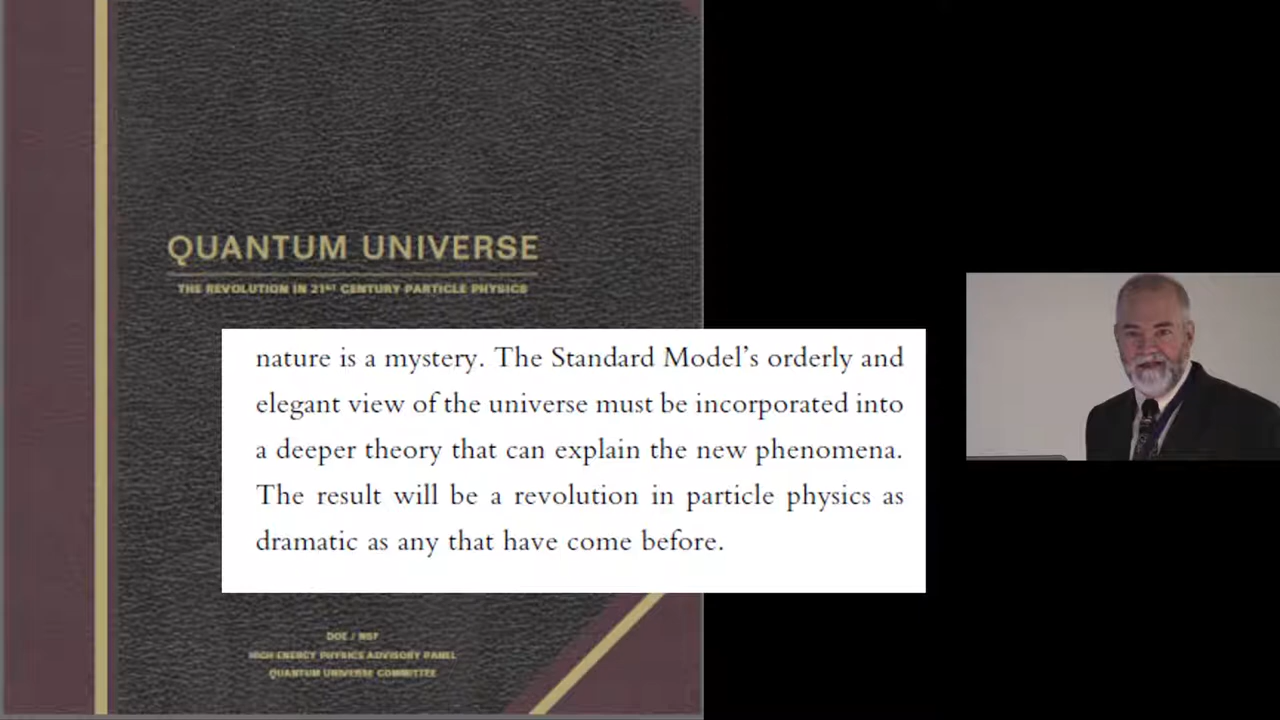 QUANTUM UNIVERSE
THE REVOLUTION IN 21ST CENTURY PARTICLE PHYSICS
nature is a mystery. The Standard Model’s orderly and
elegant view of the universe must be incorporated into
a deeper theory that can explain the new phenomena.
The result will be a revolution in particle physics as
dramatic as any that have come before.
DOE / NSF
HIGH ENERGY PHYSICS ADVISORY PANEL
QUANTUM UNIVERSE COMMITTEE